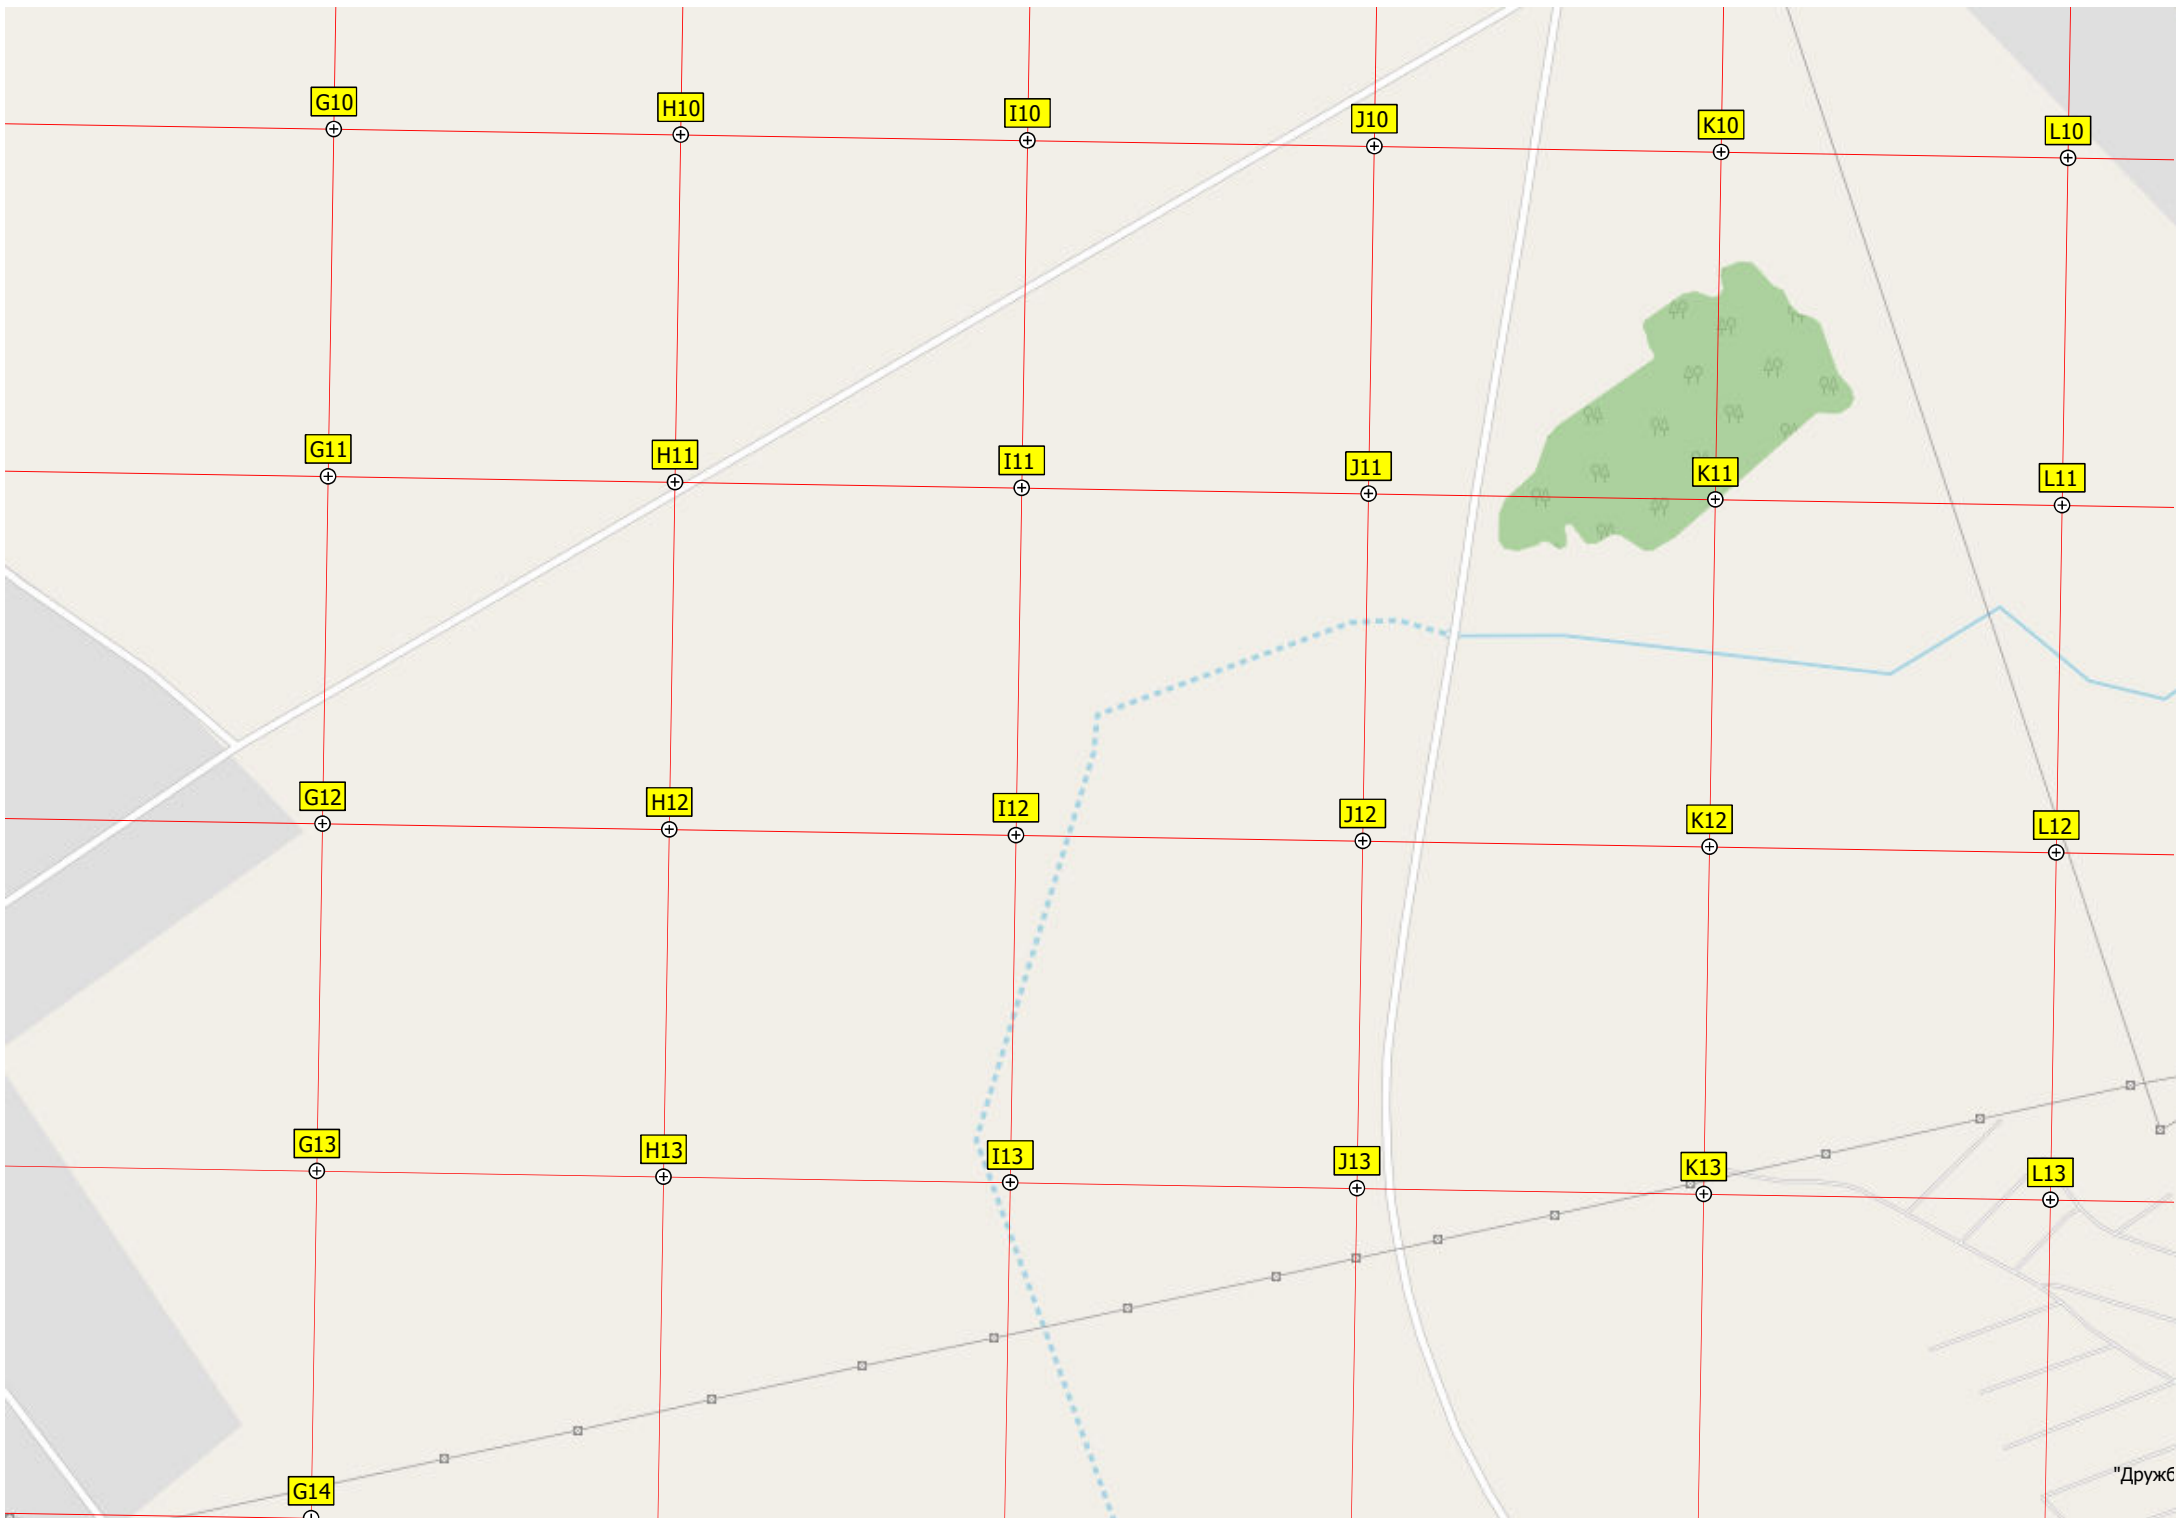 G10 H10 I10 J10 K10 L10
G11 H11 I11 J11 K11 L11
G12 H12 I12 J12 K12 L12
G13 H13 I13 J13 K13 L13
G14
"Дружб